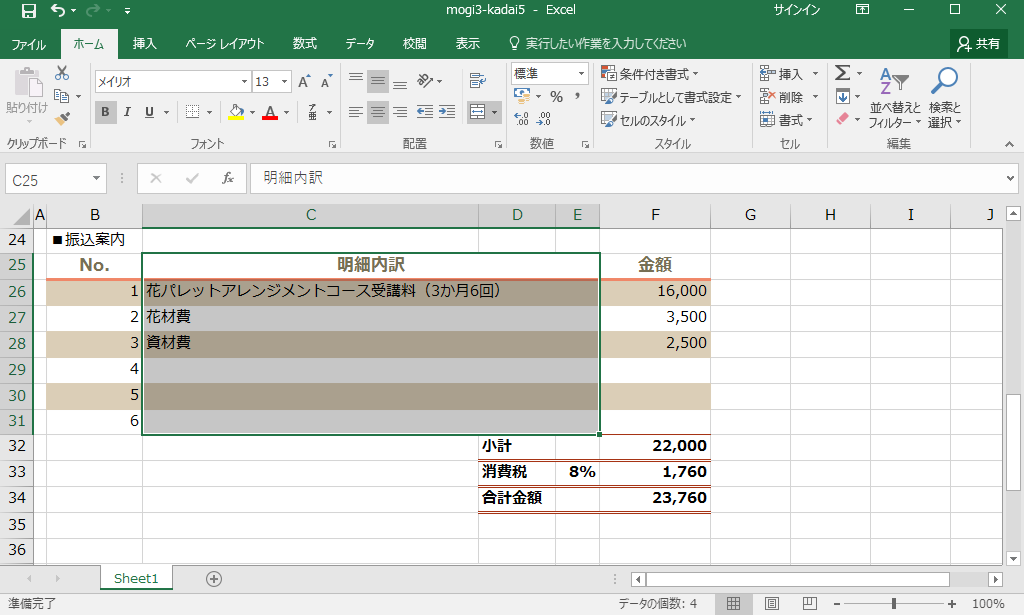 mogi3-kadai5 - Excel サインイン
ファイル ホーム 挿入 ページ レイアウト 数式 データ 校閲 表示 実行したい作業を入力してください 共有
貼り付け メイリオ 13 標準 条件付き書式 挿入 Σ
B I U % , テーブルとして書式設定 削除 並べ替えと フィルター 検索と 選択
セルのスタイル 書式
クリップボード フォント 配置 数値 スタイル セル 編集
C25 fx 明細内訳
A B C D E F G H I J
24 ■振込案内
25 No. 明細内訳 金額
26 1 花パレットアレンジメントコース受講料（3か月6回） 16,000
27 2 花材費 3,500
28 3 資材費 2,500
29 4
30 5
31 6
32 小計 22,000
33 消費税 8% 1,760
34 合計金額 23,760
35
36
Sheet1
準備完了 データの個数: 4 100%